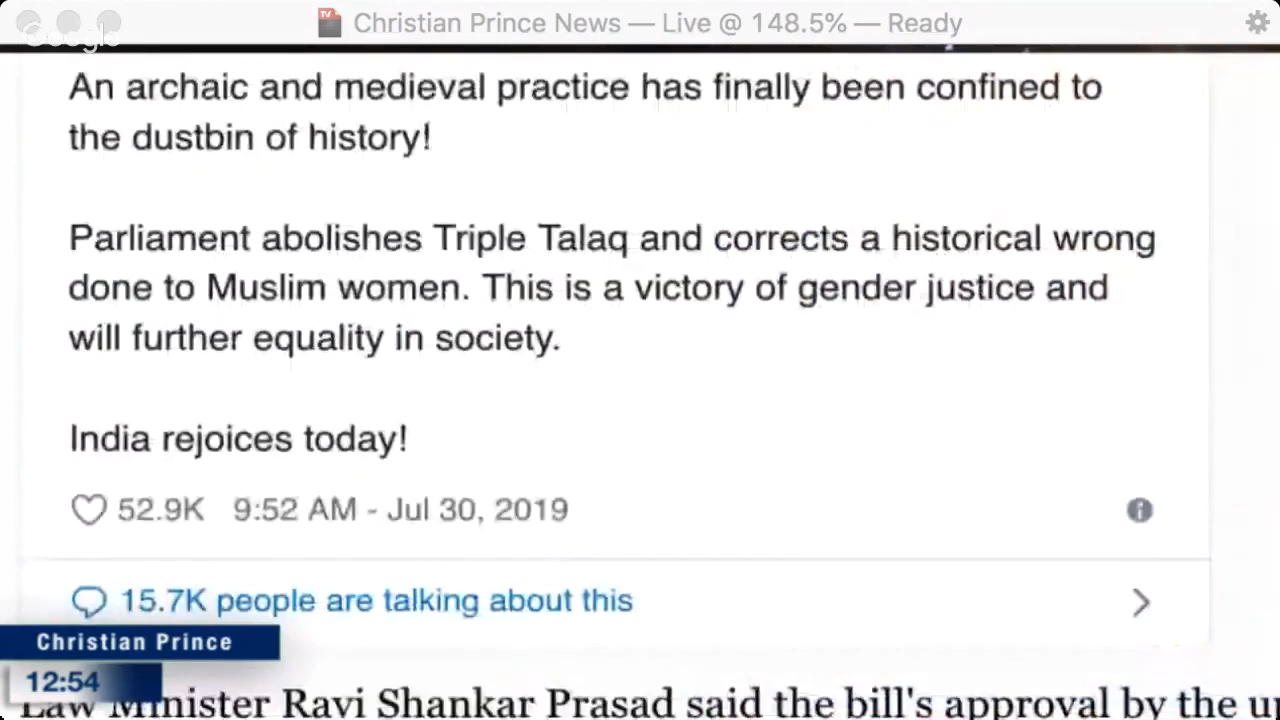 Christian Prince News — Live @ 148.5% — Ready
Google
An archaic and medieval practice has finally been confined to
the dustbin of history!
Parliament abolishes Triple Talaq and corrects a historical wrong
done to Muslim women. This is a victory of gender justice and
will further equality in society.
India rejoices today!
52.9K 9:52 AM - Jul 30, 2019
15.7K people are talking about this
Christian Prince
12:54
Law Minister Ravi Shankar Prasad said the bill's approval by the